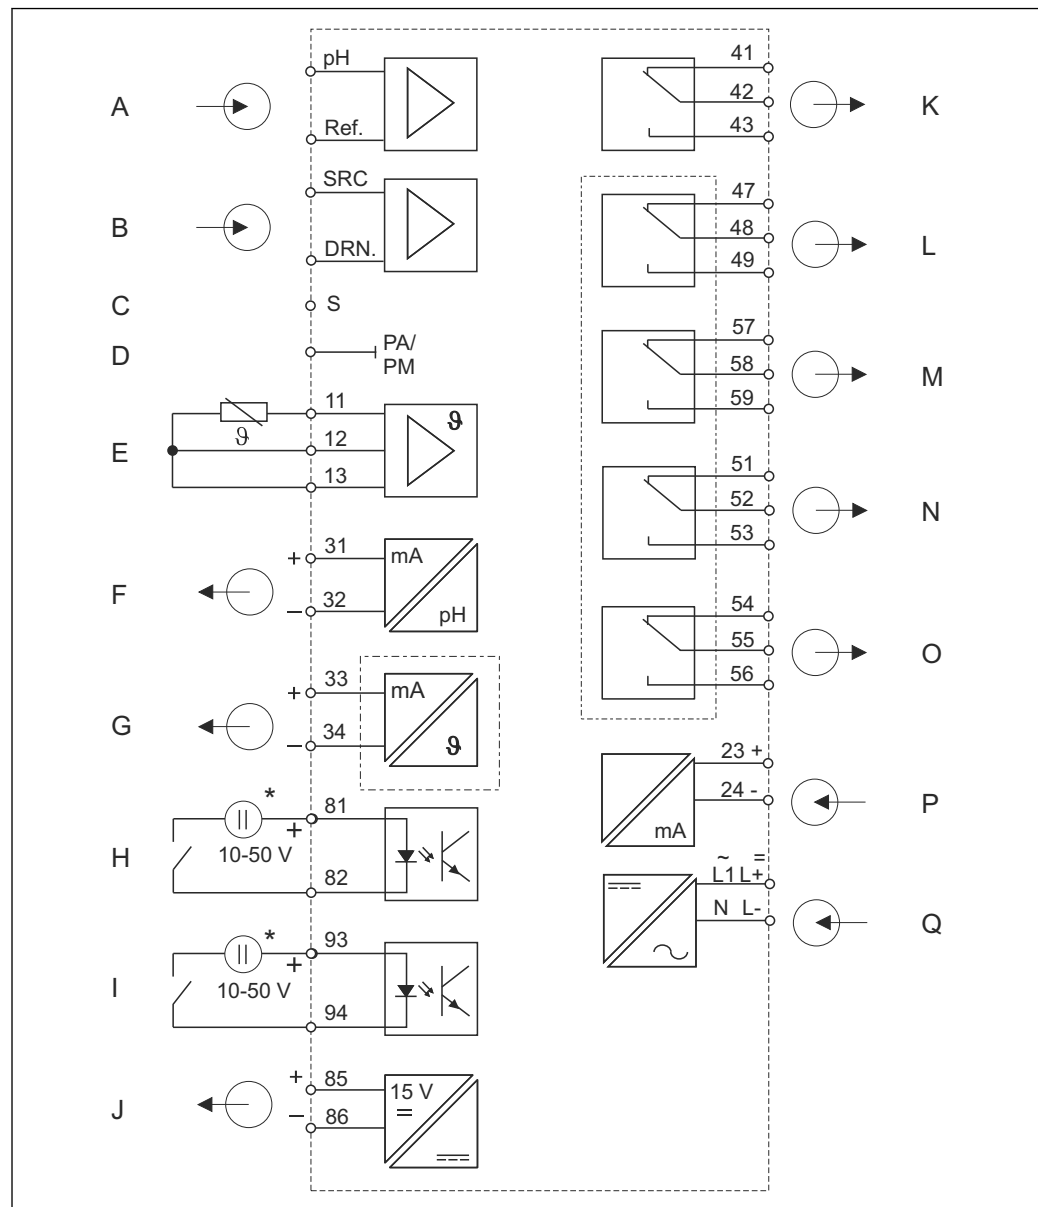 A
pH
Ref.
B
SRC
DRN.
C
S
D
PA/
PM
E
ϑ
11
12
13
ϑ
F
+ 31
– 32
mA
pH
G
+ 33
– 34
mA
ϑ
H
*
10-50 V
+
81
82
I
*
10-50 V
+
93
94
J
+ 85
– 86
15 V
=
41
42
43
K
47
48
49
L
57
58
59
M
51
52
53
N
54
55
56
O
23 +
24 -
mA
P
~ =
L1 L+
N L-
Q